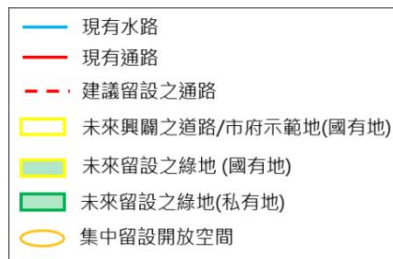 現有水路
現有通路
建議留設之通路
未來興闢之道路/市府示範地(國有地)
未來留設之綠地 (國有地)
未來留設之綠地(私有地)
集中留設開放空間